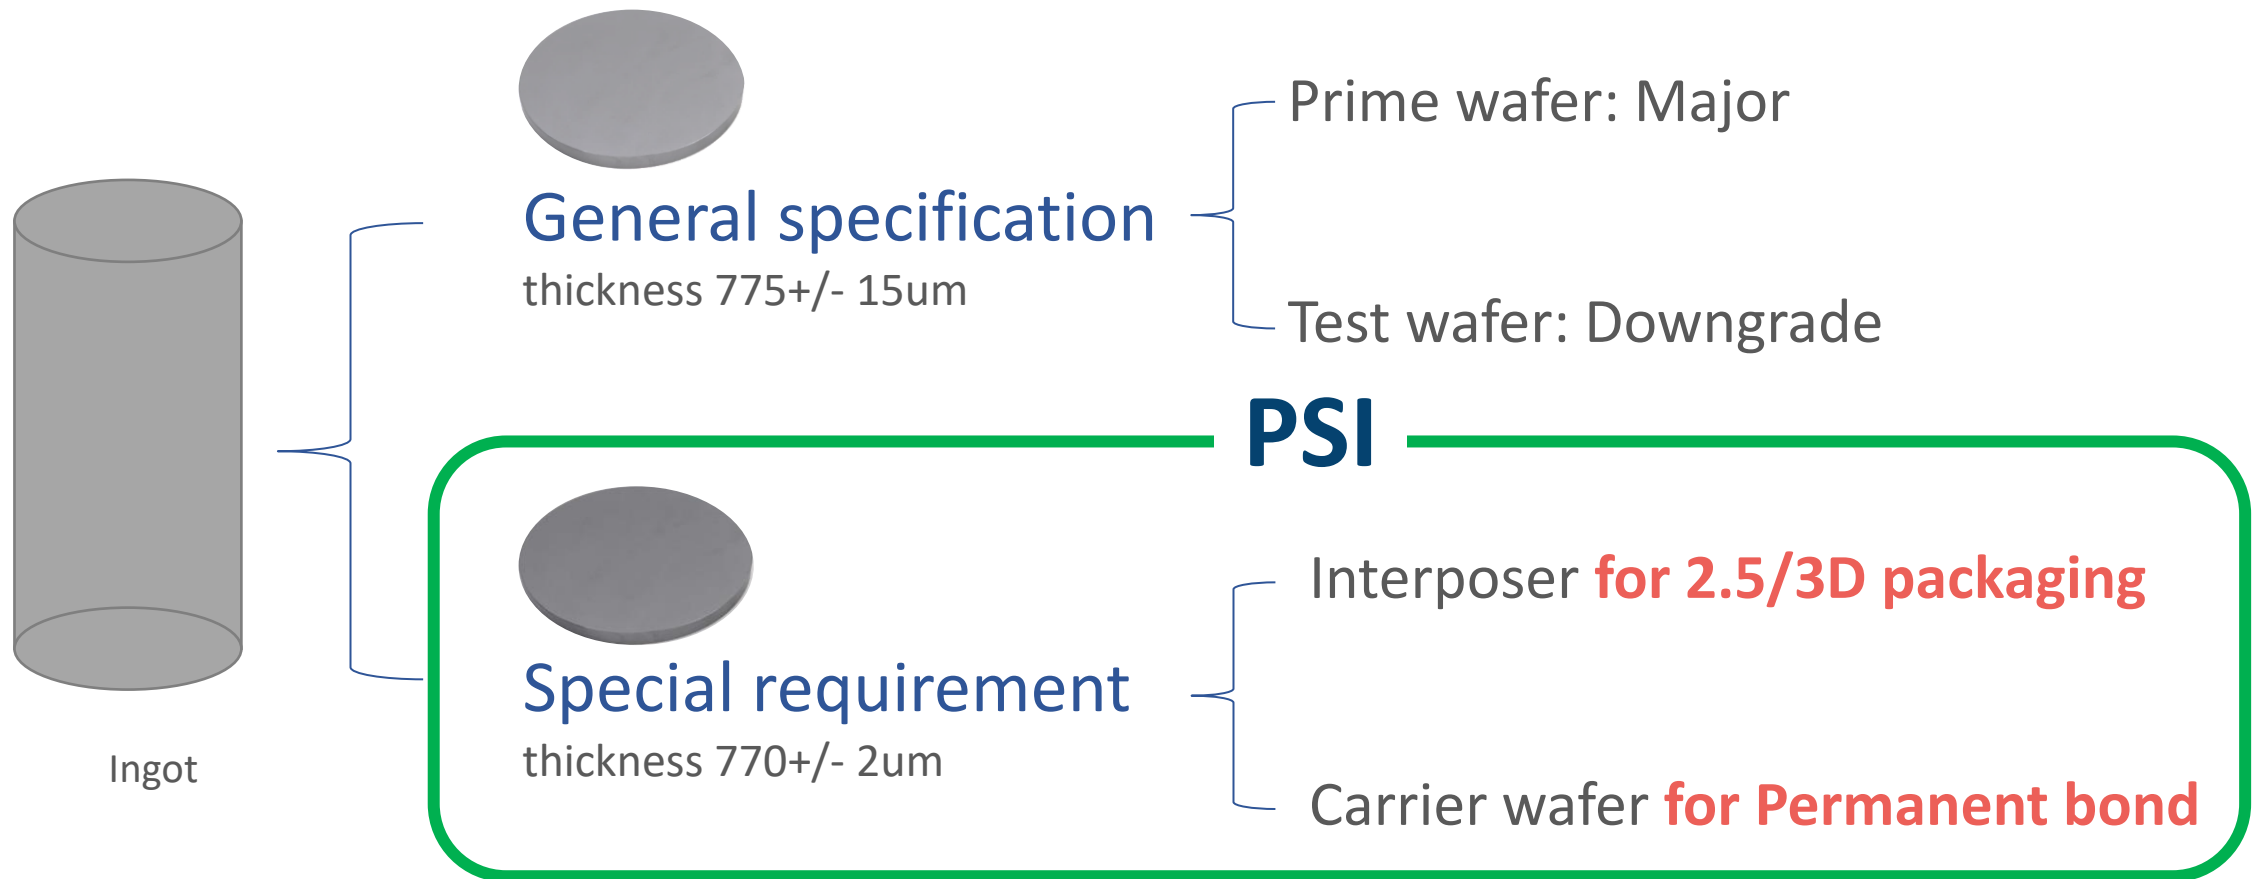 Ingot
General specification
thickness 775+/- 15um
Prime wafer: Major
Test wafer: Downgrade
PSI
Special requirement
thickness 770+/- 2um
Interposer for 2.5/3D packaging
Carrier wafer for Permanent bond